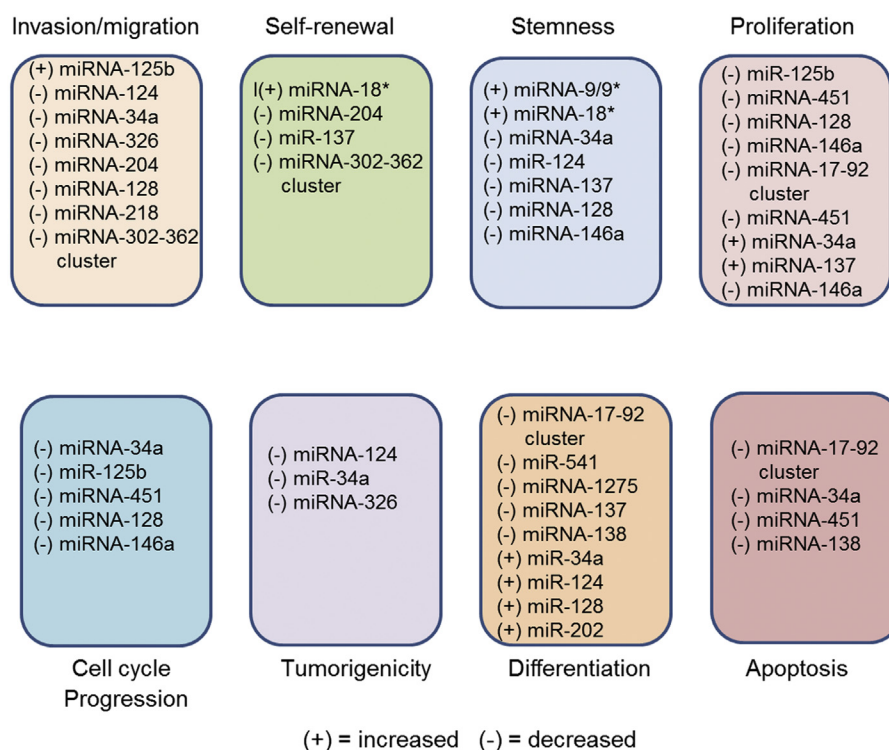 Invasion/migration
(+) miRNA-125b
(-) miRNA-124
(-) miRNA-34a
(-) miRNA-326
(-) miRNA-204
(-) miRNA-128
(-) miRNA-218
(-) miRNA-302-362
cluster
Self-renewal
l(+) miRNA-18*
(-) miRNA-204
(-) miR-137
(-) miRNA-302-362
cluster
Stemness
(+) miRNA-9/9*
(+) miRNA-18*
(-) miRNA-34a
(-) miR-124
(-) miRNA-137
(-) miRNA-128
(-) miRNA-146a
Proliferation
(-) miR-125b
(-) miRNA-451
(-) miRNA-128
(-) miRNA-146a
(-) miRNA-17-92
cluster
(-) miRNA-451
(+) miRNA-34a
(+) miRNA-137
(-) miRNA-146a
(-) miRNA-34a
(-) miR-125b
(-) miRNA-451
(-) miRNA-128
(-) miRNA-146a
Cell cycle
Progression
(-) miRNA-124
(-) miR-34a
(-) miRNA-326
Tumorigenicity
(-) miRNA-17-92
cluster
(-) miR-541
(-) miRNA-1275
(-) miRNA-137
(-) miRNA-138
(+) miR-34a
(+) miR-124
(+) miR-128
(+) miR-202
Differentiation
(-) miRNA-17-92
cluster
(-) miRNA-34a
(-) miRNA-451
(-) miRNA-138
Apoptosis
(+) = increased (-) = decreased